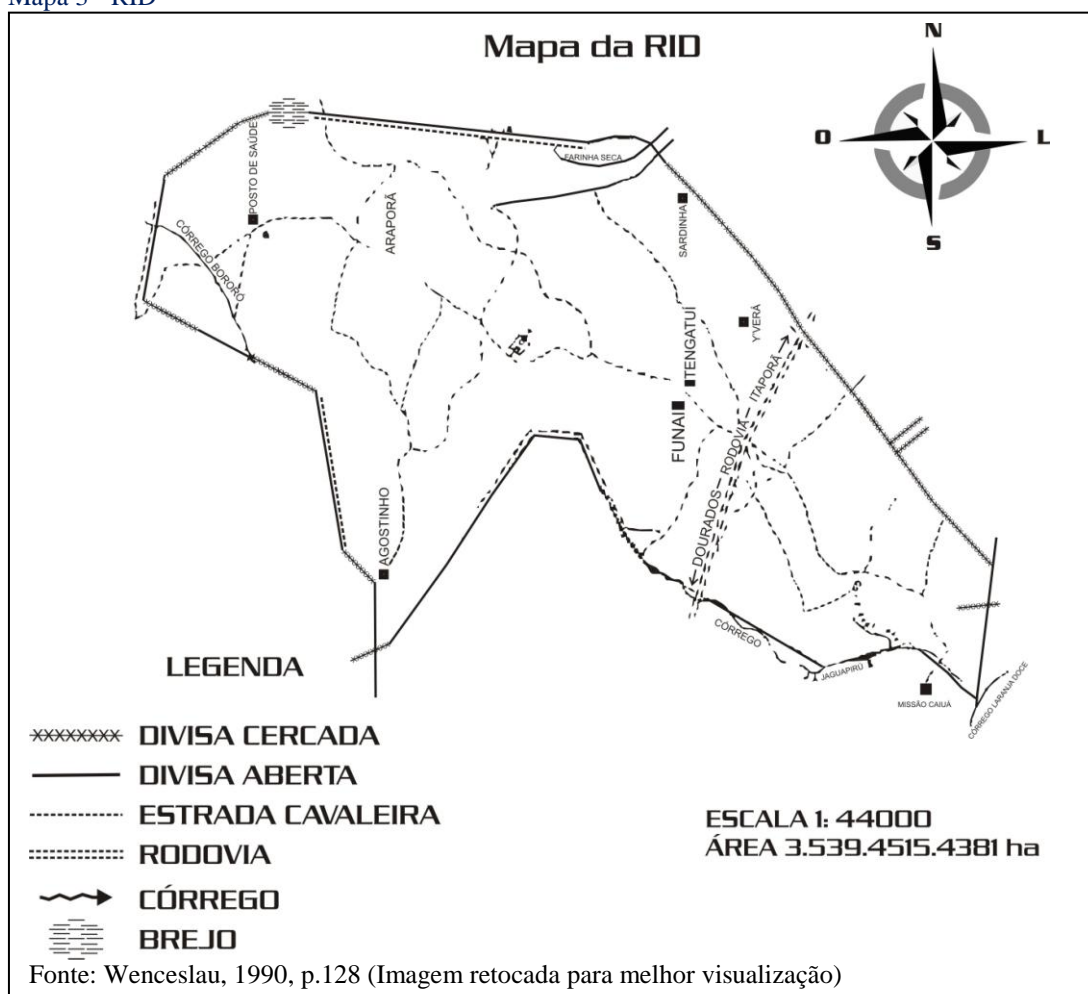 Mapa 3 - RID
Mapa da RID
N
O
L
S
POSTO DE SAÚDE
CÓRREGO BORORÓ
ARAPORÃ
FARINHA SECA
SARDINHA
Y'VERÁ
TENGATUÍ
FUNAI
DOURADOS — RODOVIA — ITAPORÃ
AGOSTINHO
CÓRREGO
JAGUAPIRÚ
MISSÃO CAIUÁ
CÓRREGO LARANJA DOCE
LEGENDA
DIVISA CERCADA
DIVISA ABERTA
ESTRADA CAVALEIRA
RODOVIA
CÓRREGO
BREJO
ESCALA 1: 44000
ÁREA 3.539.4515.4381 ha
Fonte: Wenceslau, 1990, p.128 (Imagem retocada para melhor visualização)